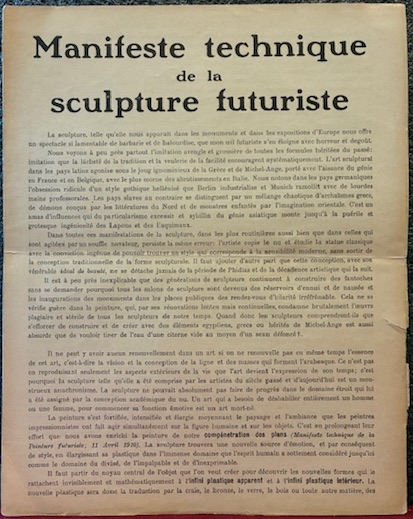 Manifeste technique
de la
sculpture futuriste
La sculpture, telle qu'elle nous apparaît dans les monuments et dans les expositions d'Europe nous offre
un spectacle si lamentable de barbarie et de balourdise, que mon œil futuriste s'en éloigne avec horreur et dégoût.
Nous voyons à peu près partout l'imitation aveugle et grossière de toutes les formules héritées du passé:
imitation que la lâcheté de la tradition et la veulerie de la facilité encouragent systématiquement. L'art sculptural
dans les pays latins agonise sous le joug ignominieux de la Grèce et de Michel-Ange, porté avec l'aisance du génie
en France et en Belgique, avec le plus morne des abrutissements en Italie. Nous notons dans les pays germaniques
l'obsession ridicule d'un style gothique hellénisé que Berlin industrialise et Munich ramollit avec de lourdes
mains professorales. Les pays slaves au contraire se distinguent par un mélange chaotique d'archaïsmes grecs,
de démons conçus par les littératures du Nord et de monstres enfantés par l'imagination orientale. C'est un
amas d'influences qui du particularisme excessif et sybillin du génie asiatique monte jusqu'à la puérile et
grotesque ingéniosité des Lapons et des Esquimaux.
Dans toutes ces manifestations de la sculpture, dans les plus routinières aussi bien que dans celles qui
sont agitées par un souffle novateur, persiste la même erreur: l'artiste copie le nu et étudie la statue classique
avec la conviction ingénue de pouvoir trouver un style qui corresponde à la sensibilité moderne, sans sortir de
la conception traditionnelle de la forme sculpturale. Il faut ajouter d'autre part que cette conception, avec son
vénérable idéal de beauté, ne se détache jamais de la période de Phidias et de la décadence artistique qui la suit.
Il est à peu près inexplicable que des générations de sculpteurs continuent à construire des fantoches
sans se demander pourquoi tous les salons de sculpture sont devenus des réservoirs d'ennui et de nausée et
les inaugurations des monuments dans les places publiques des rendez-vous d'hilarité irréfrénable. Cela ne se
vérifie guère dans la peinture, qui, par ses rénovations lentes mais continuelles, condamne brutalement l'œuvre
plagiaire et stérile de tous les sculpteurs de notre temps. Quand donc les sculpteurs comprendront-ils que
s'efforcer de construire et de créer avec des éléments égyptiens, grecs ou hérités de Michel-Ange est aussi
absurde que de vouloir tirer de l'eau d'une citerne vide au moyen d'un seau défoncé?.
Il ne peut y avoir aucun renouvellement dans un art si on ne renouvelle pas en même temps l'essence
de cet art, c'est-à-dire la vision et la conception de la ligne et des masses qui forment l'arabesque. Ce n'est pas
en reproduisant seulement les aspects extérieurs de la vie que l'art devient l'expression de son temps; c'est
pourquoi la sculpture telle qu'elle a été comprise par les artistes du siècle passé et d'aujourd'hui est un mon-
strueux anachronisme. La sculpture ne pouvait absolument pas faire de progrès dans le domaine étroit qui lui
a été assigné par la conception académique du nu. Un art qui a besoin de déshabiller entièrement un homme
ou une femme, pour commencer sa fonction émotive est un art mort-né.
La peinture s'est fortifiée, intensifiée et élargie moyennant le paysage et l'ambiance que les peintres
impressionnistes ont fait agir simultanément sur la figure humaine et sur les objets. C'est en prolongeant leur
effort que nous avons enrichi la peinture de notre compénétration des plans (Manifeste technique de la
Peinture Futuriste; 11 Avril 1910). La sculpture trouvera une nouvelle source d'émotion, et par conséquent
de style, en élargissant sa plastique dans l'immense domaine que l'esprit humain a sottement considéré jusqu'ici
comme le domaine du divisé, de l'impalpable et de l'inexprimable.
Il faut partir du noyau central de l'objet que l'on veut créer pour découvrir les nouvelles formes qui le
rattachent invisiblement et mathématiquement à l'infini plastique apparent et à l'infini plastique intérieur. La
nouvelle plastique sera donc la traduction par la craie, le bronze, le verre, le bois ou toute autre matière, des